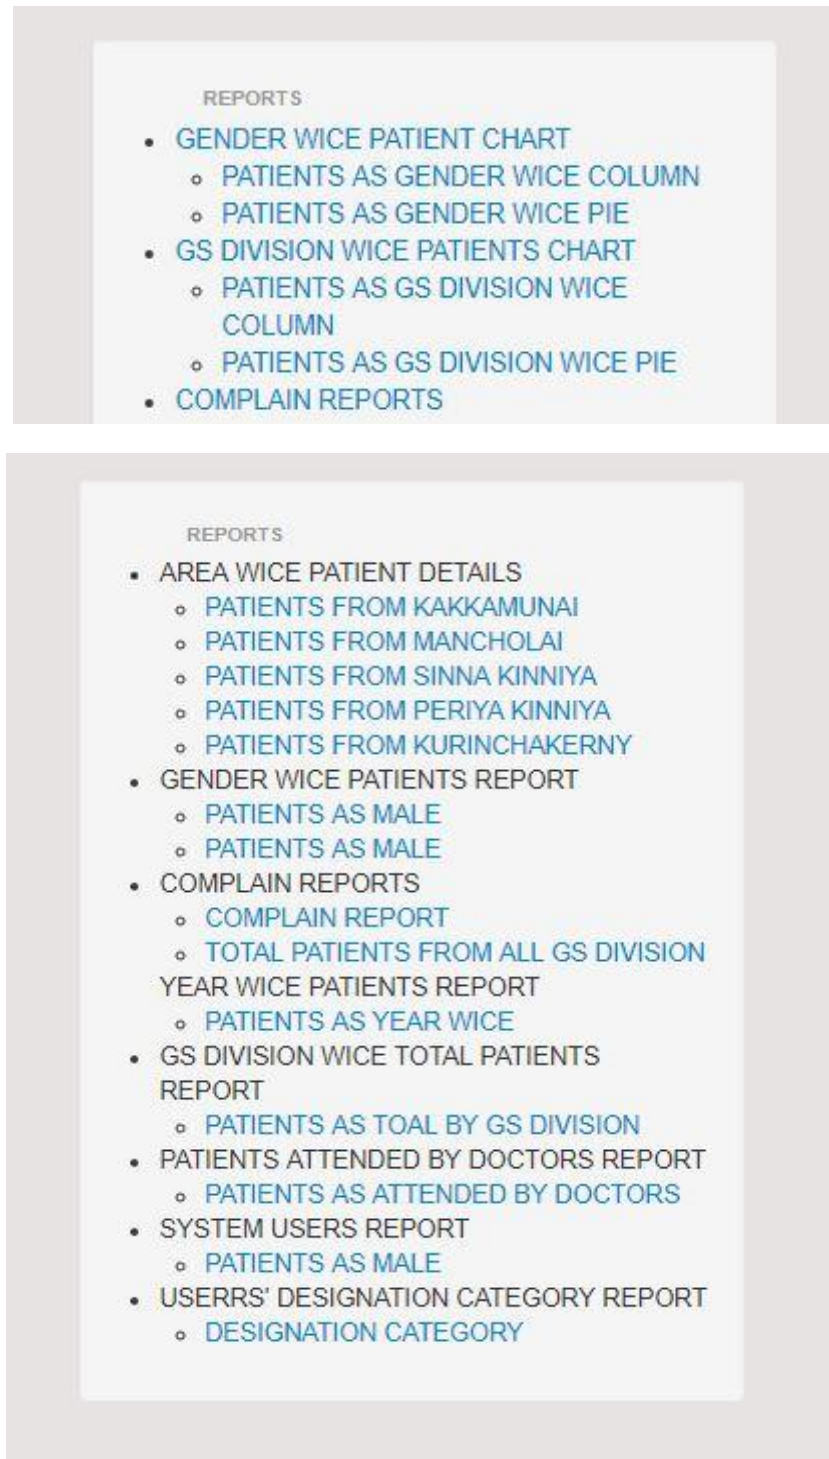 REPORTS
GENDER WICE PATIENT CHART
PATIENTS AS GENDER WICE COLUMN
PATIENTS AS GENDER WICE PIE
GS DIVISION WICE PATIENTS CHART
PATIENTS AS GS DIVISION WICE
COLUMN
PATIENTS AS GS DIVISION WICE PIE
COMPLAIN REPORTS
REPORTS
AREA WICE PATIENT DETAILS
PATIENTS FROM KAKKAMUNAI
PATIENTS FROM MANCHOLAI
PATIENTS FROM SINNA KINNIYA
PATIENTS FROM PERIYA KINNIYA
PATIENTS FROM KURINCHAKERNY
GENDER WICE PATIENTS REPORT
PATIENTS AS MALE
PATIENTS AS MALE
COMPLAIN REPORTS
COMPLAIN REPORT
TOTAL PATIENTS FROM ALL GS DIVISION
YEAR WICE PATIENTS REPORT
PATIENTS AS YEAR WICE
GS DIVISION WICE TOTAL PATIENTS
REPORT
PATIENTS AS TOAL BY GS DIVISION
PATIENTS ATTENDED BY DOCTORS REPORT
PATIENTS AS ATTENDED BY DOCTORS
SYSTEM USERS REPORT
PATIENTS AS MALE
USERRS' DESIGNATION CATEGORY REPORT
DESIGNATION CATEGORY